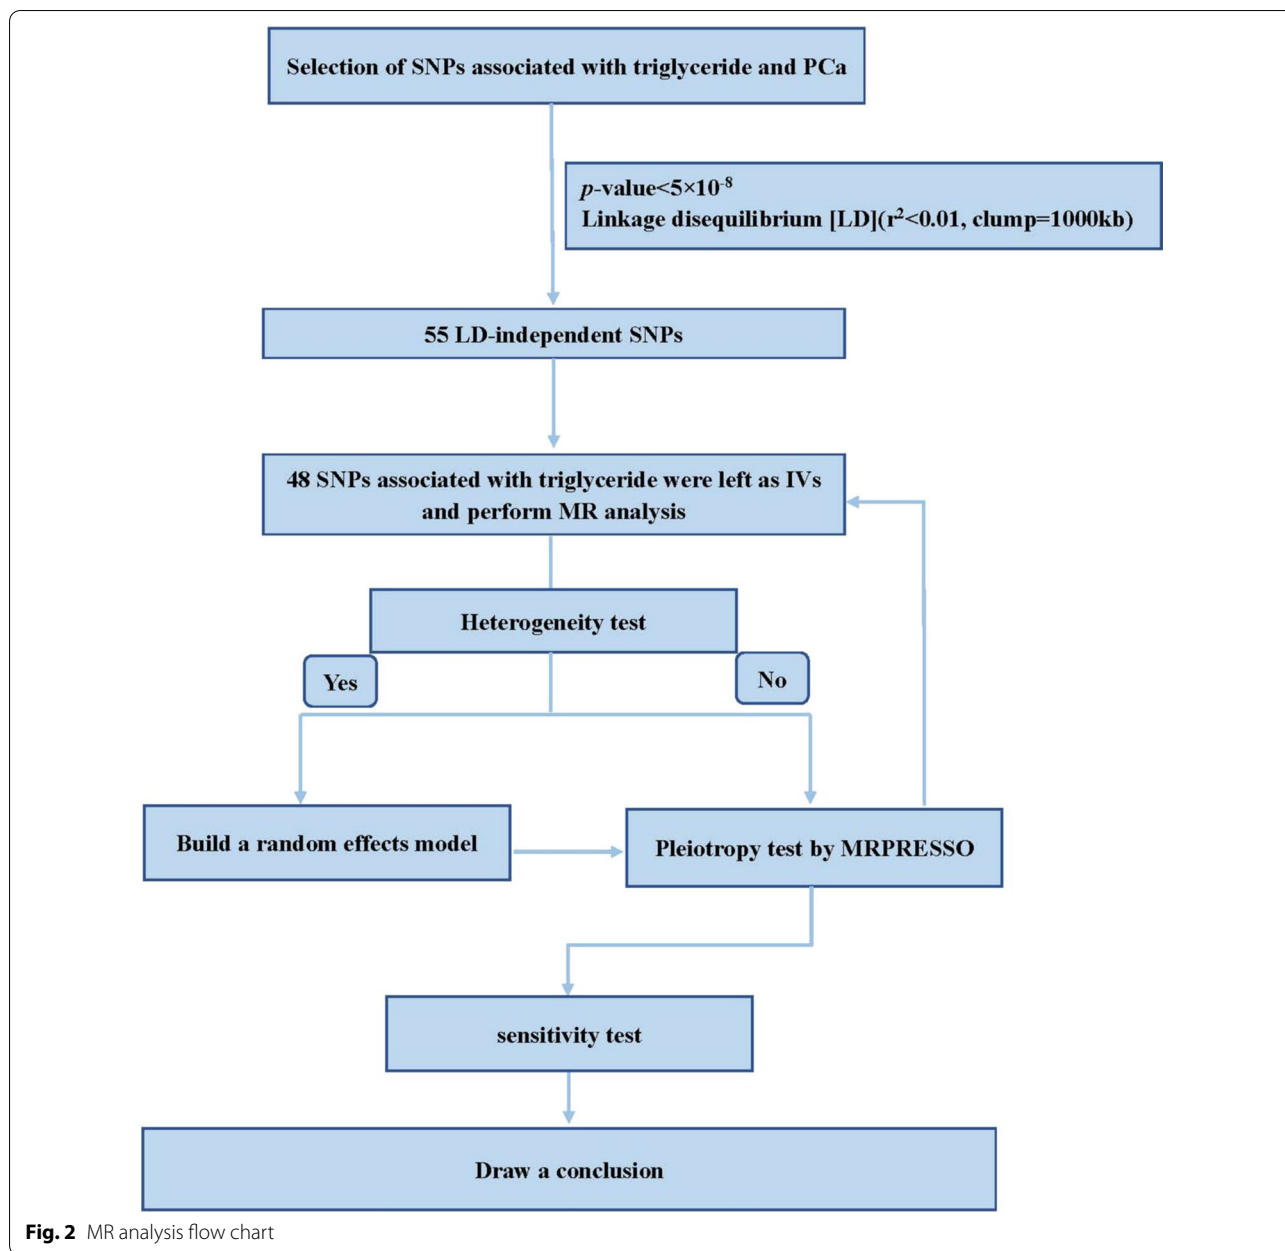 Selection of SNPs associated with triglyceride and PCa
p-value<5×10⁻⁸
Linkage disequilibrium [LD](r²<0.01, clump=1000kb)
55 LD-independent SNPs
48 SNPs associated with triglyceride were left as IVs
and perform MR analysis
Heterogeneity test
Yes
No
Build a random effects model
Pleiotropy test by MRPRESSO
sensitivity test
Draw a conclusion
Fig. 2 MR analysis flow chart